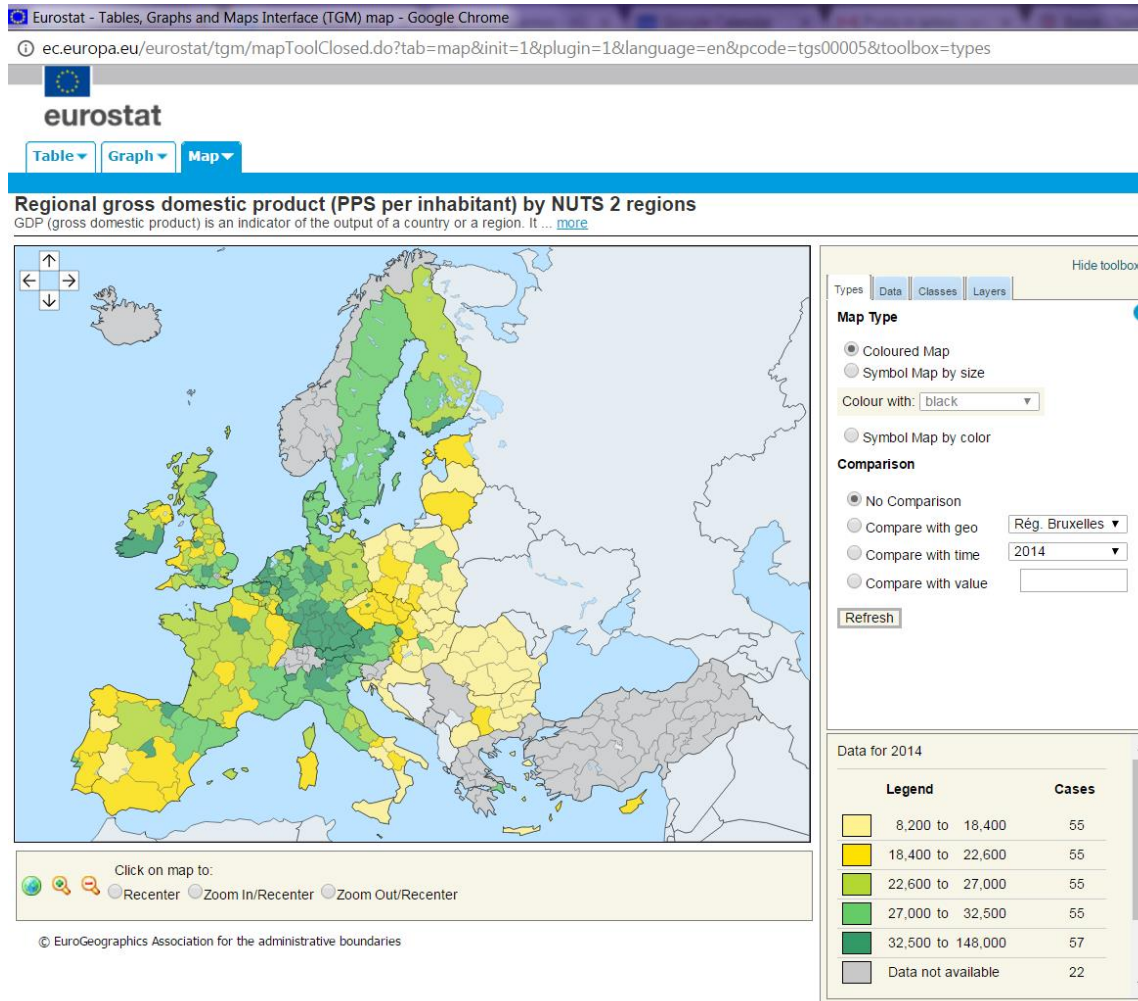 Eurostat - Tables, Graphs and Maps Interface (TGM) map - Google Chrome
ec.europa.eu/eurostat/tgm/mapToolClosed.do?tab=map&init=1&plugin=1&language=en&pcode=tgs00005&toolbox=types
eurostat
Table Graph Map
Regional gross domestic product (PPS per inhabitant) by NUTS 2 regions
GDP (gross domestic product) is an indicator of the output of a country or a region. It ... more
Hide toolbox
Types Data Classes Layers
Map Type
Coloured Map
Symbol Map by size
Colour with: black
Symbol Map by color
Comparison
No Comparison
Compare with geo Rég. Bruxelles
Compare with time 2014
Compare with value
Refresh
Data for 2014
Legend Cases
8,200 to 18,400 55
18,400 to 22,600 55
22,600 to 27,000 55
27,000 to 32,500 55
32,500 to 148,000 57
Data not available 22
Click on map to:
Recenter Zoom In/Recenter Zoom Out/Recenter
© EuroGeographics Association for the administrative boundaries